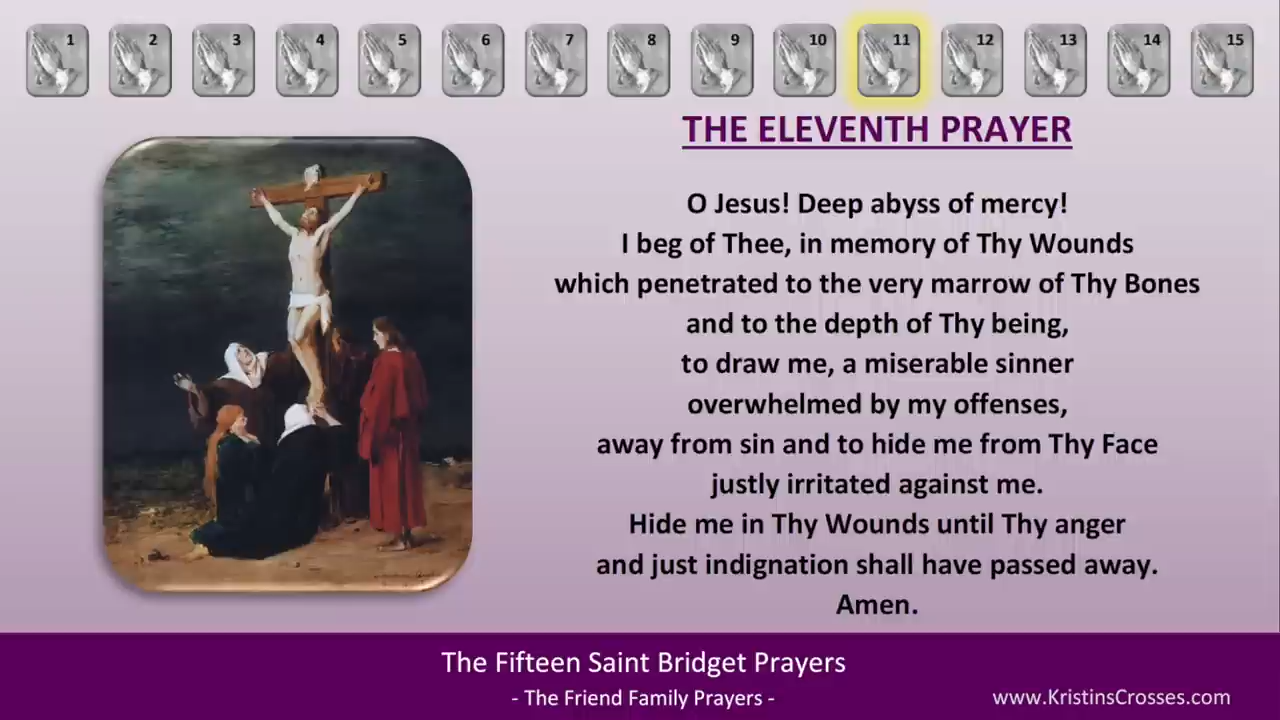 1 2 3 4 5 6 7 8 9 10 11 12 13 14 15
THE ELEVENTH PRAYER
O Jesus! Deep abyss of mercy!
I beg of Thee, in memory of Thy Wounds
which penetrated to the very marrow of Thy Bones
and to the depth of Thy being,
to draw me, a miserable sinner
overwhelmed by my offenses,
away from sin and to hide me from Thy Face
justly irritated against me.
Hide me in Thy Wounds until Thy anger
and just indignation shall have passed away.
Amen.
The Fifteen Saint Bridget Prayers
- The Friend Family Prayers -
www.KristinsCrosses.com